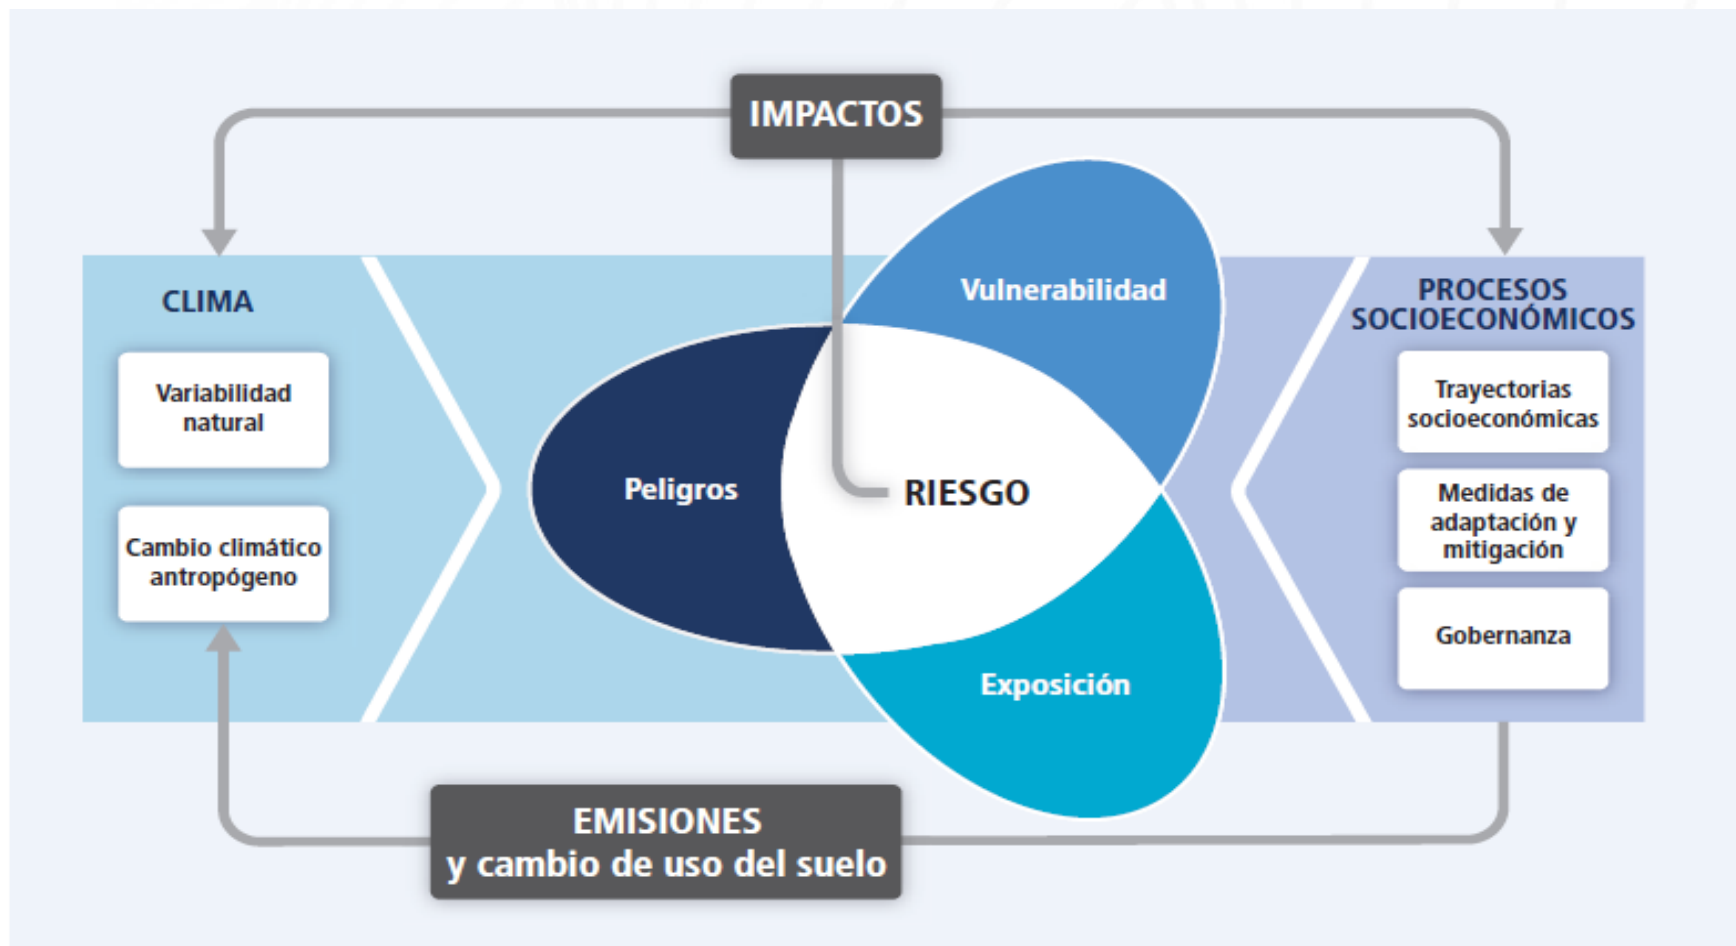 IMPACTOS
CLIMA
Variabilidad
natural
Cambio climático
antropógeno
Vulnerabilidad
Peligros
RIESGO
Exposición
PROCESOS
SOCIOECONÓMICOS
Trayectorias
socioeconómicas
Medidas de
adaptación y
mitigación
Gobernanza
EMISIONES
y cambio de uso del suelo